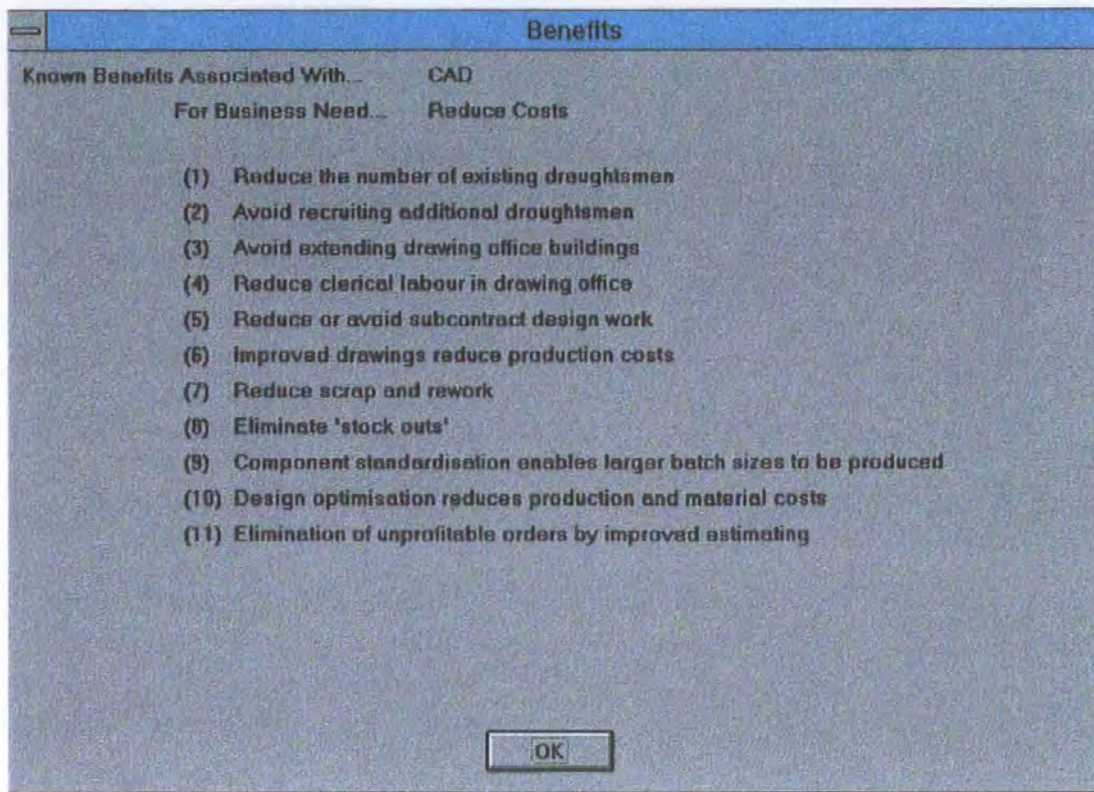 Benefits
Known Benefits Associated With... CAD
For Business Need... Reduce Costs
(1) Reduce the number of existing draughtsmen
(2) Avoid recruiting additional draughtsmen
(3) Avoid extending drawing office buildings
(4) Reduce clerical labour in drawing office
(5) Reduce or avoid subcontract design work
(6) Improved drawings reduce production costs
(7) Reduce scrap and rework
(8) Eliminate 'stock outs'
(9) Component standardisation enables larger batch sizes to be produced
(10) Design optimisation reduces production and material costs
(11) Elimination of unprofitable orders by improved estimating
OK